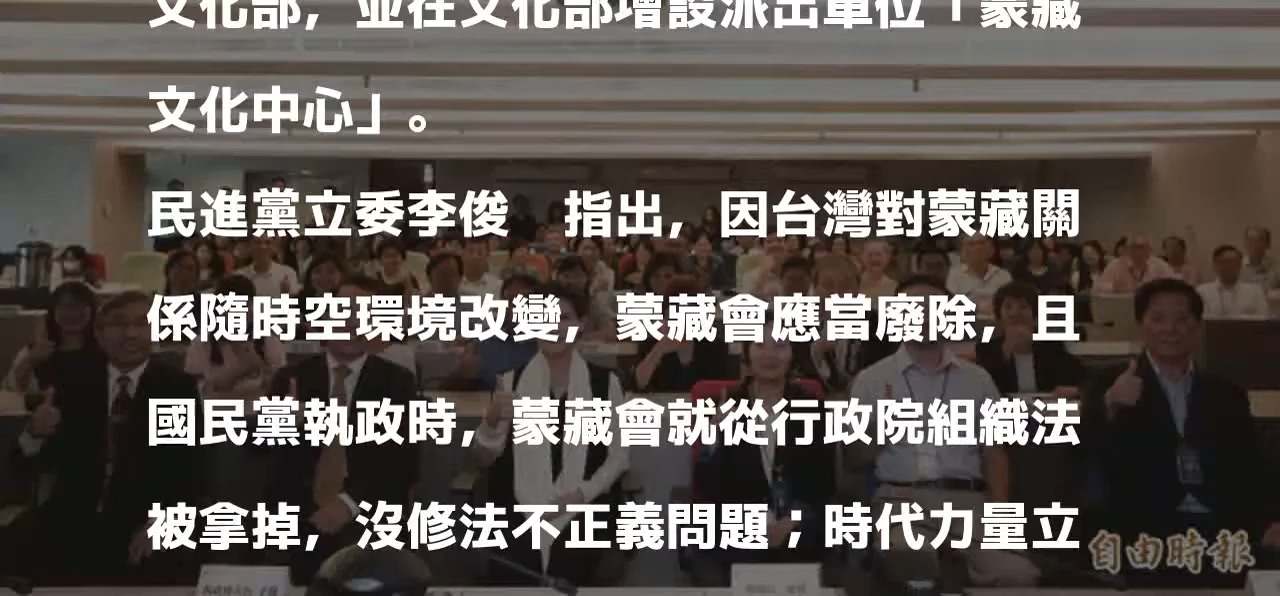 文化部，並在文化部增設派出單位「蒙藏
文化中心」。
民進黨立委李俊　指出，因台灣對蒙藏關
係隨時空環境改變，蒙藏會應當廢除，且
國民黨執政時，蒙藏會就從行政院組織法
被拿掉，沒修法不正義問題；時代力量立
自由時報